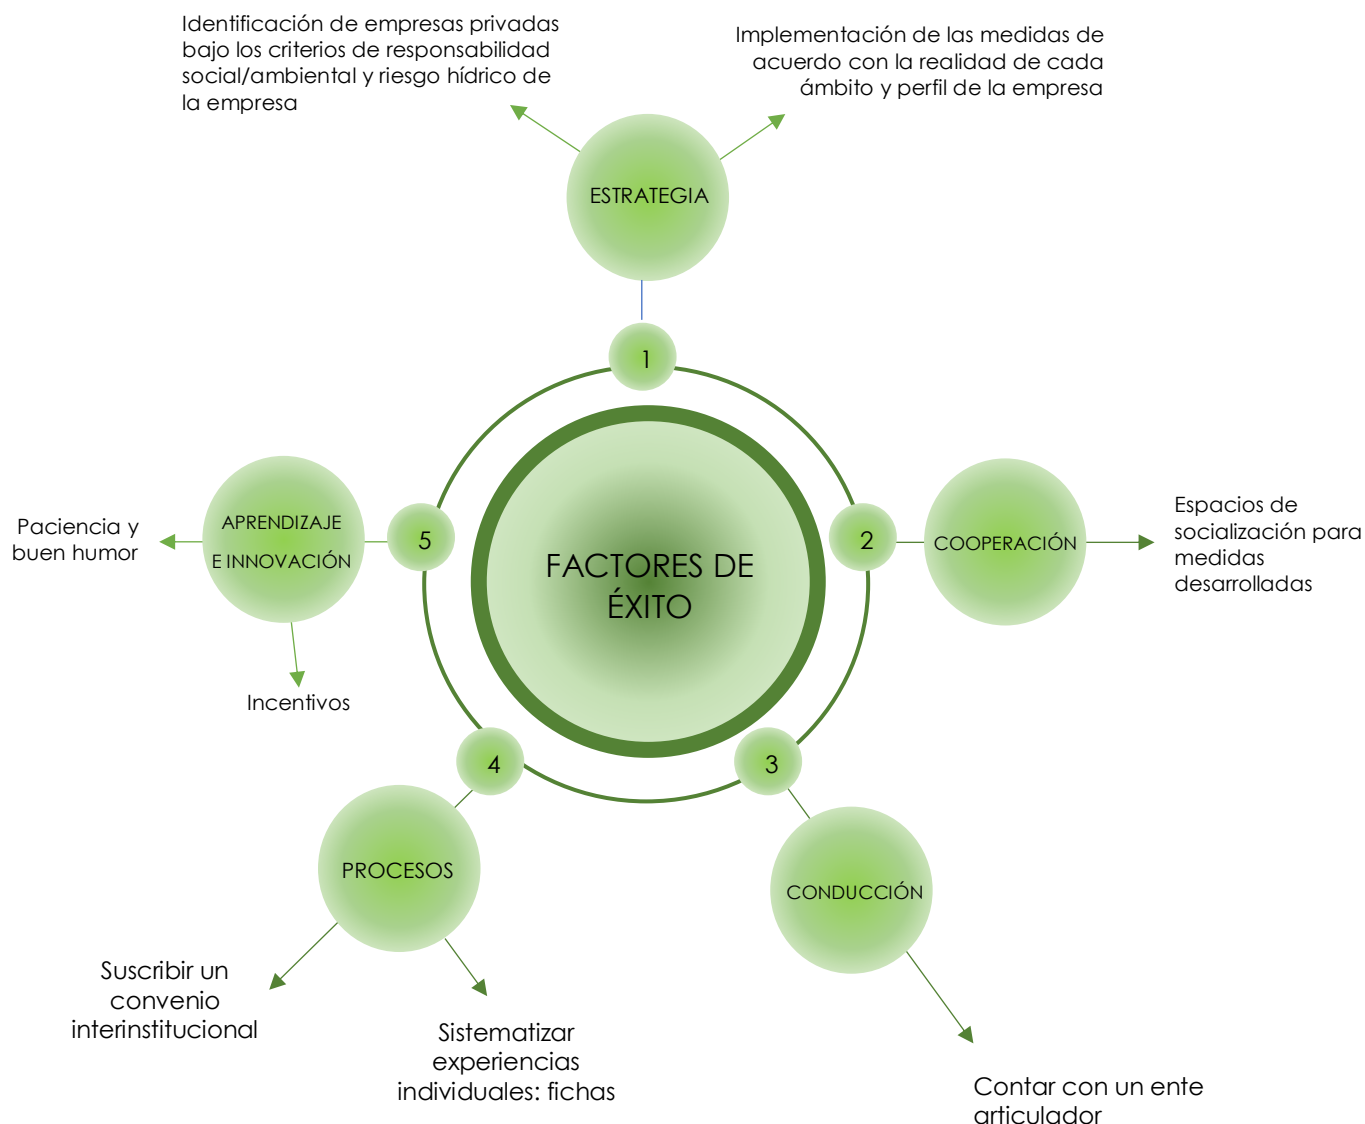 Identificación de empresas privadas
bajo los criterios de responsabilidad
social/ambiental y riesgo hídrico de
la empresa
Implementación de las medidas de
acuerdo con la realidad de cada
ámbito y perfil de la empresa
ESTRATEGIA
1
FACTORES DE
ÉXITO
2
COOPERACIÓN
Espacios de
socialización para
medidas
desarrolladas
3
CONDUCCIÓN
Contar con un ente
articulador
4
PROCESOS
Suscribir un
convenio
interinstitucional
Sistematizar
experiencias
individuales: fichas
5
APRENDIZAJE
E INNOVACIÓN
Paciencia y
buen humor
Incentivos